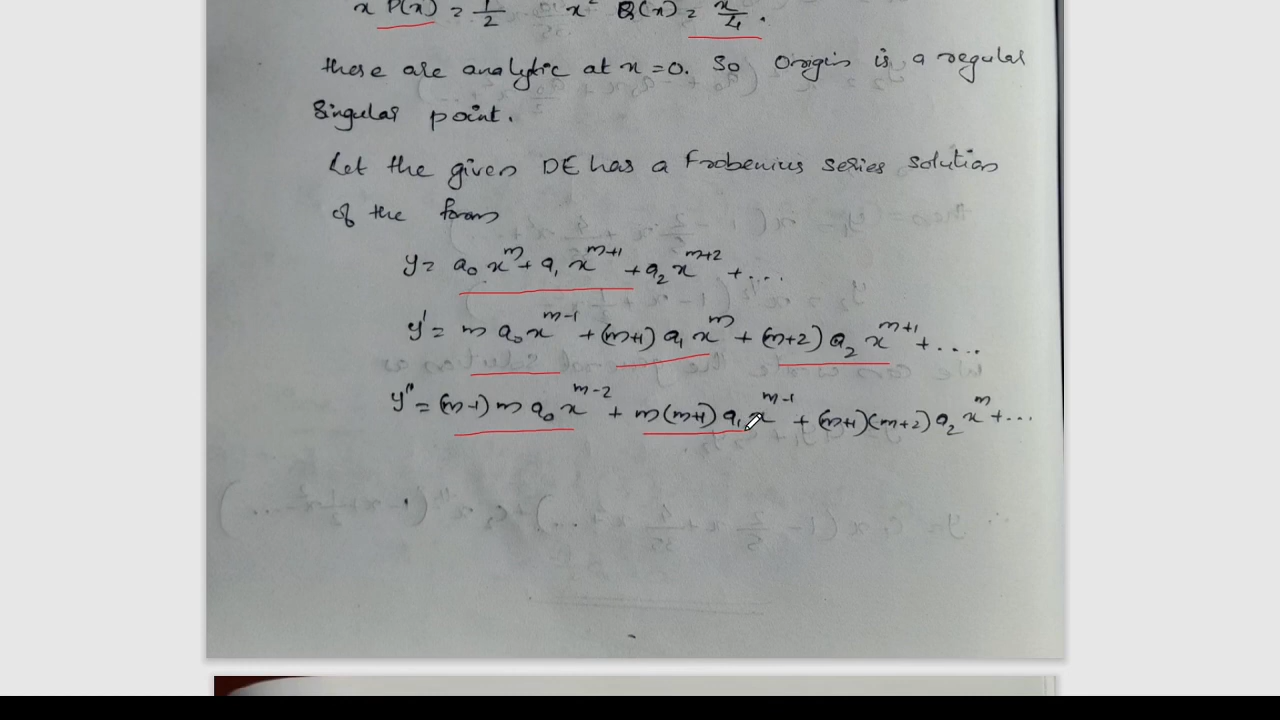 x P(x) = 1/2 x² Q(x) = x/4 .
these are analytic at x=0. So origin is a regular
singular point.
Let the given DE has a Frobenius series solution
of the form
y = a₀ x^m + a₁ x^{m+1} + a₂ x^{m+2} + ....
y' = m a₀ x^{m-1} + (m+1) a₁ x^m + (m+2) a₂ x^{m+1} + ....
y'' = (m-1) m a₀ x^{m-2} + m(m+1) a₁ x^{m-1} + (m+1)(m+2) a₂ x^m + ...